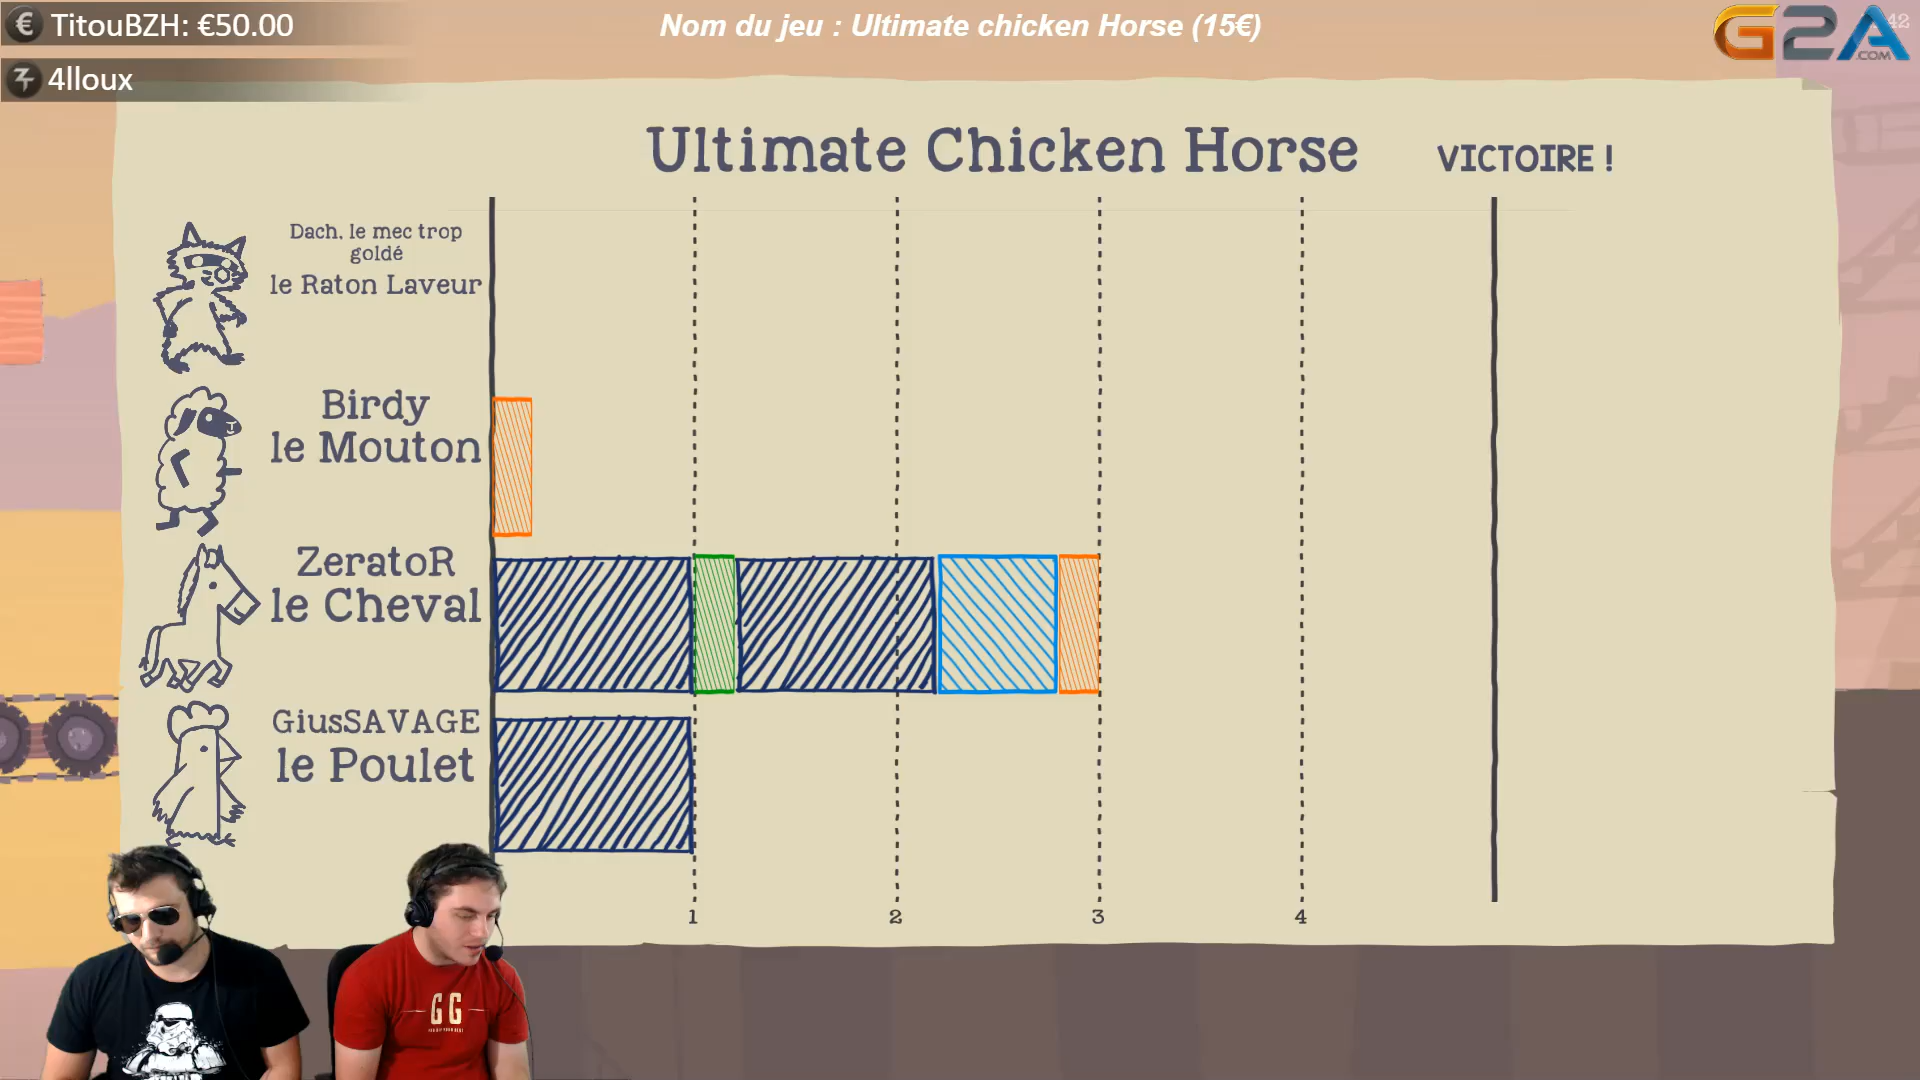 TitouBZH: €50.00
Nom du jeu : Ultimate chicken Horse (15€)
G2A
.COM
42
4lloux
Ultimate Chicken Horse
VICTOIRE !
Dach, le mec trop
goldé
le Raton Laveur
Birdy
le Mouton
ZeratoR
le Cheval
GiusSAVAGE
le Poulet
1
2
3
4
GG